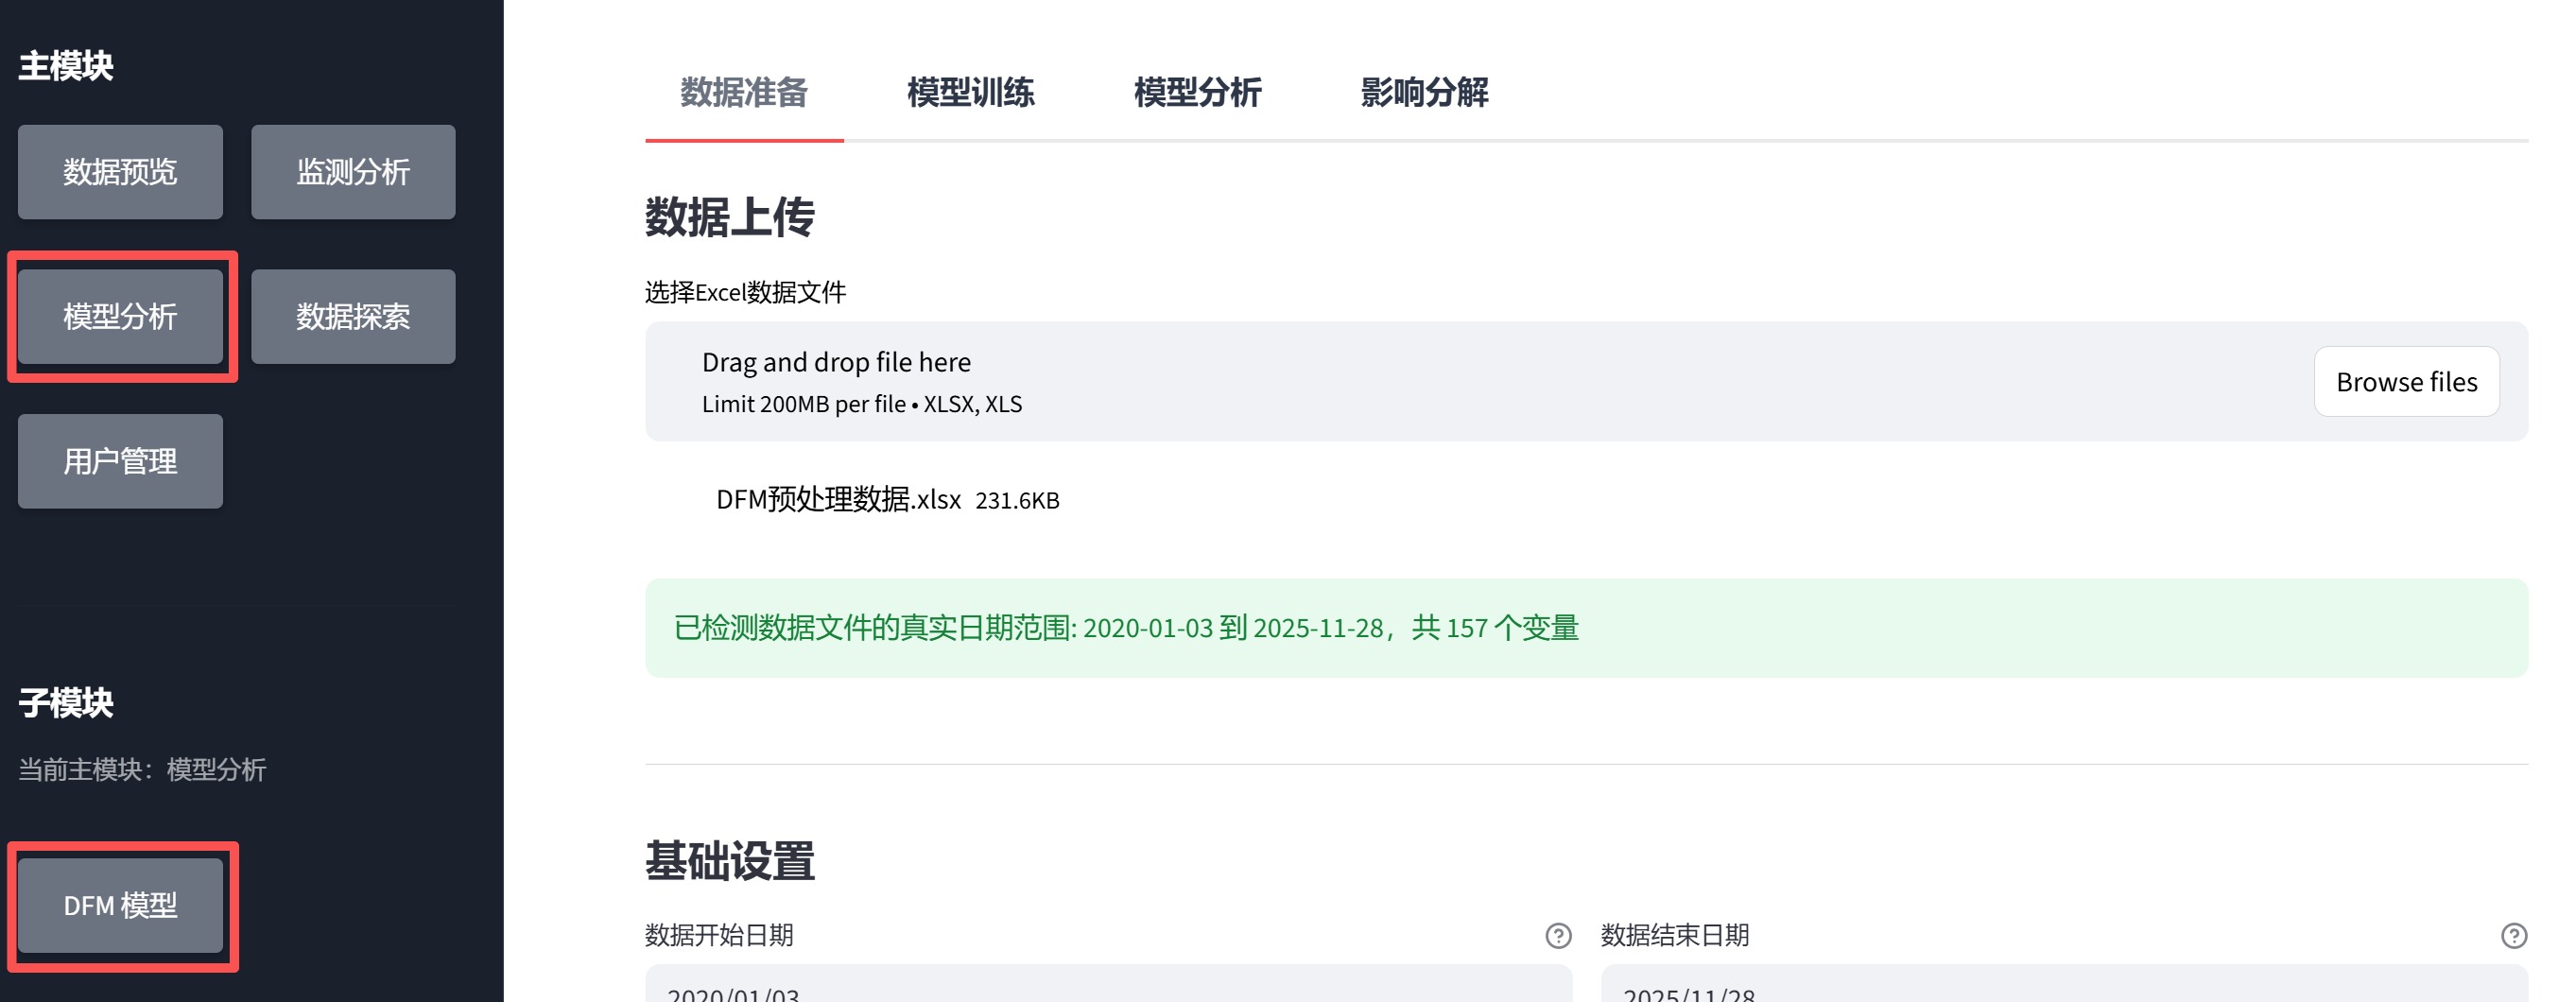 主模块
数据预览
监测分析
模型分析
数据探索
用户管理
子模块
当前主模块：模型分析
DFM 模型
数据准备
模型训练
模型分析
影响分解
数据上传
选择Excel数据文件
Drag and drop file here
Limit 200MB per file • XLSX, XLS
Browse files
DFM预处理数据.xlsx 231.6KB
已检测数据文件的真实日期范围: 2020-01-03 到 2025-11-28，共 157 个变量
基础设置
数据开始日期
数据结束日期
2020/01/03
2025/11/28